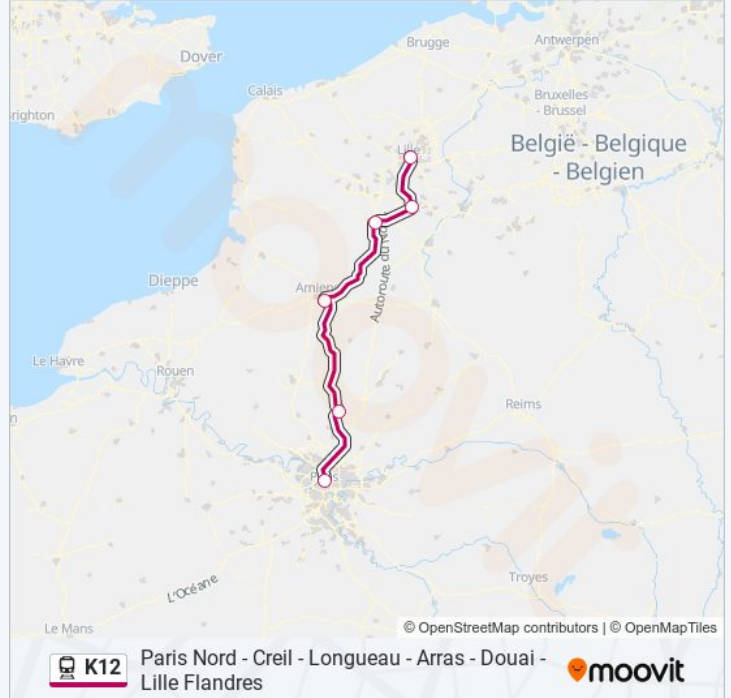 Dover
Brugge
Antwerpen
Calais
Bruxelles
- Brussel
righton
Lille
België - Belgique
- Belgien
Autoroute du No
Dieppe
Amiens
Le Havre
Rouen
Reims
Paris
L'Océane
Troyes
Le Mans
© OpenStreetMap contributors | © OpenMapTiles
K12
Paris Nord - Creil - Longueau - Arras - Douai -
Lille Flandres
moovit